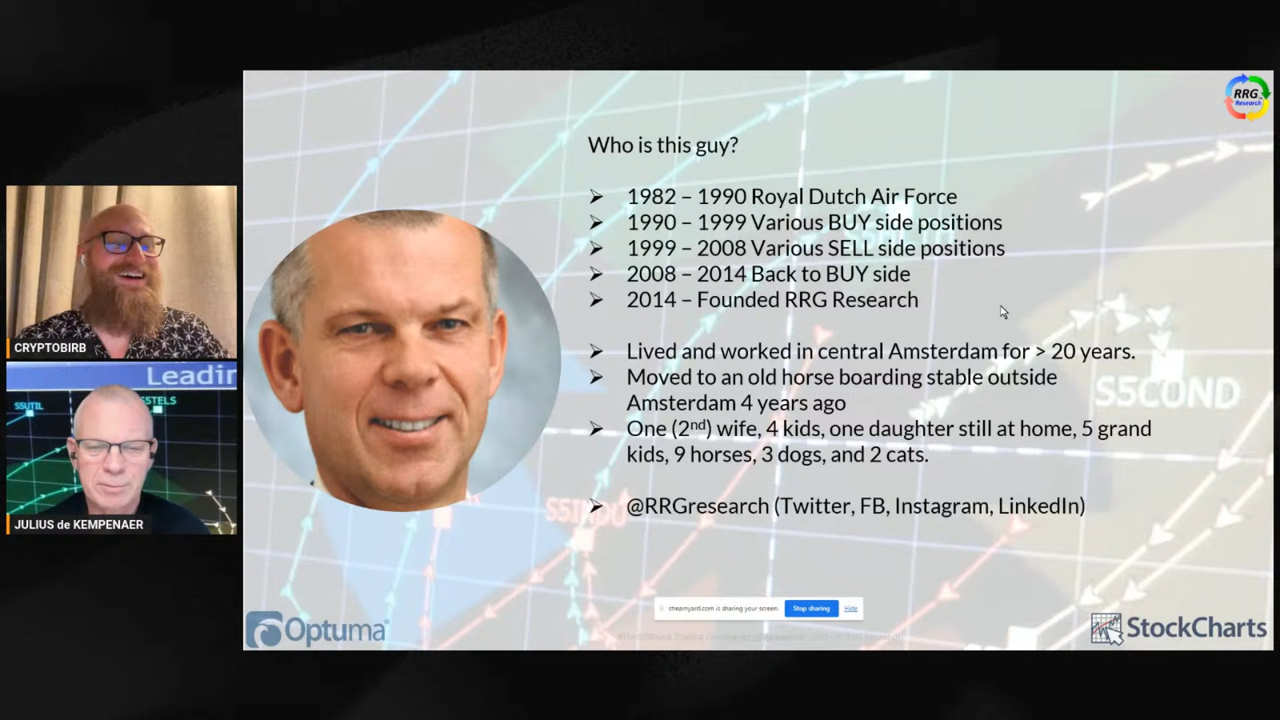 RRG
Research
Who is this guy?
➢ 1982 – 1990 Royal Dutch Air Force
➢ 1990 – 1999 Various BUY side positions
➢ 1999 – 2008 Various SELL side positions
➢ 2008 – 2014 Back to BUY side
➢ 2014 – Founded RRG Research
➢ Lived and worked in central Amsterdam for > 20 years.
➢ Moved to an old horse boarding stable outside
Amsterdam 4 years ago
➢ One (2nd) wife, 4 kids, one daughter still at home, 5 grand
kids, 9 horses, 3 dogs, and 2 cats.
➢ @RRGresearch (Twitter, FB, Instagram, LinkedIn)
S5COND
CRYPTOBIRB
Leadin
S5UTIL
S5TELS
JULIUS de KEMPENAER
streamyard.com is sharing your screen. Stop sharing Hide
Optuma
StockCharts